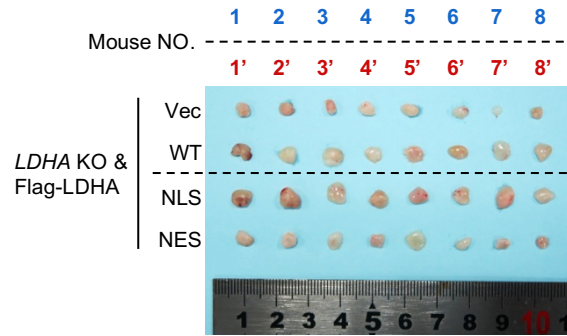 1 2 3 4 5 6 7 8
Mouse NO.
1’ 2’ 3’ 4’ 5’ 6’ 7’ 8’
Vec
WT
LDHA KO &
Flag-LDHA
NLS
NES
1 2 3 4 5 6 7 8 9 10 1